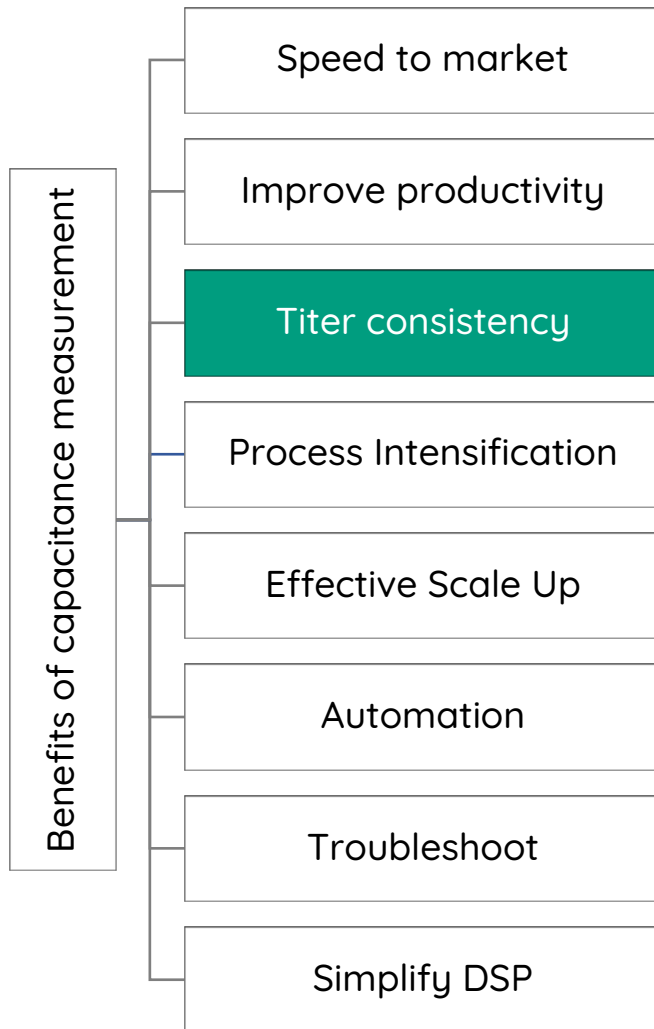 Benefits of capacitance measurement
Speed to market
Improve productivity
Titer consistency
Process Intensification
Effective Scale Up
Automation
Troubleshoot
Simplify DSP